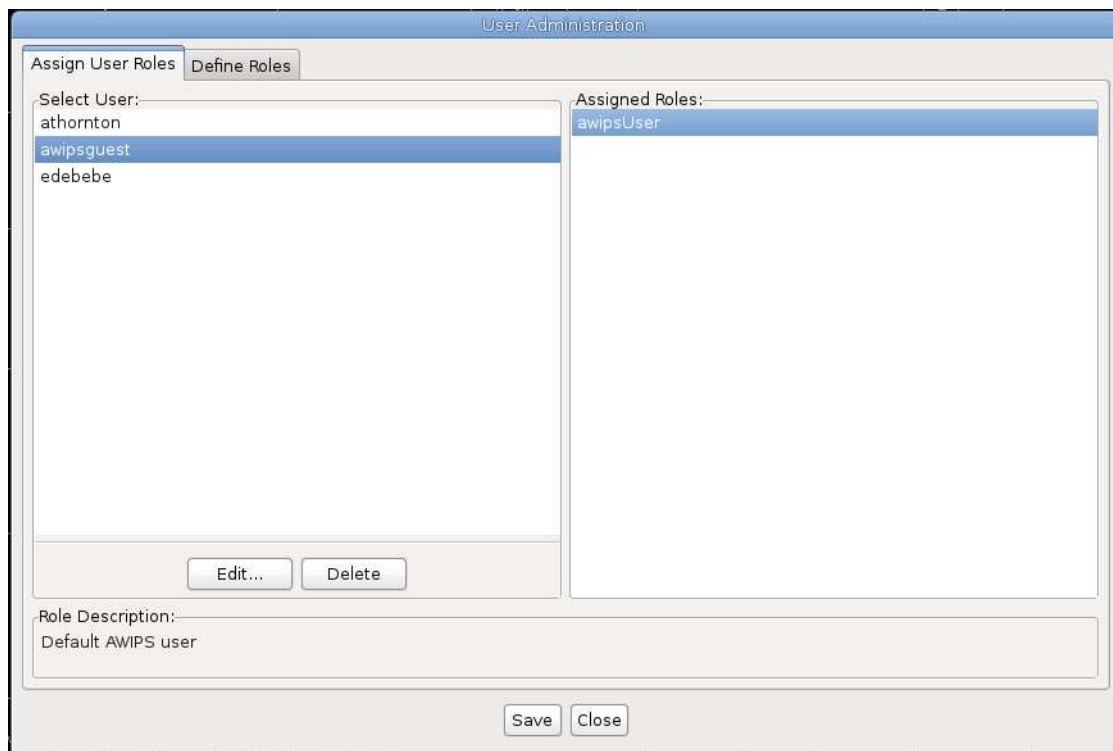 User Administration
Assign User Roles
Define Roles
Select User:
athornton
awipsguest
edebebe
Edit...
Delete
Assigned Roles:
awipsUser
Role Description:
Default AWIPS user
Save
Close